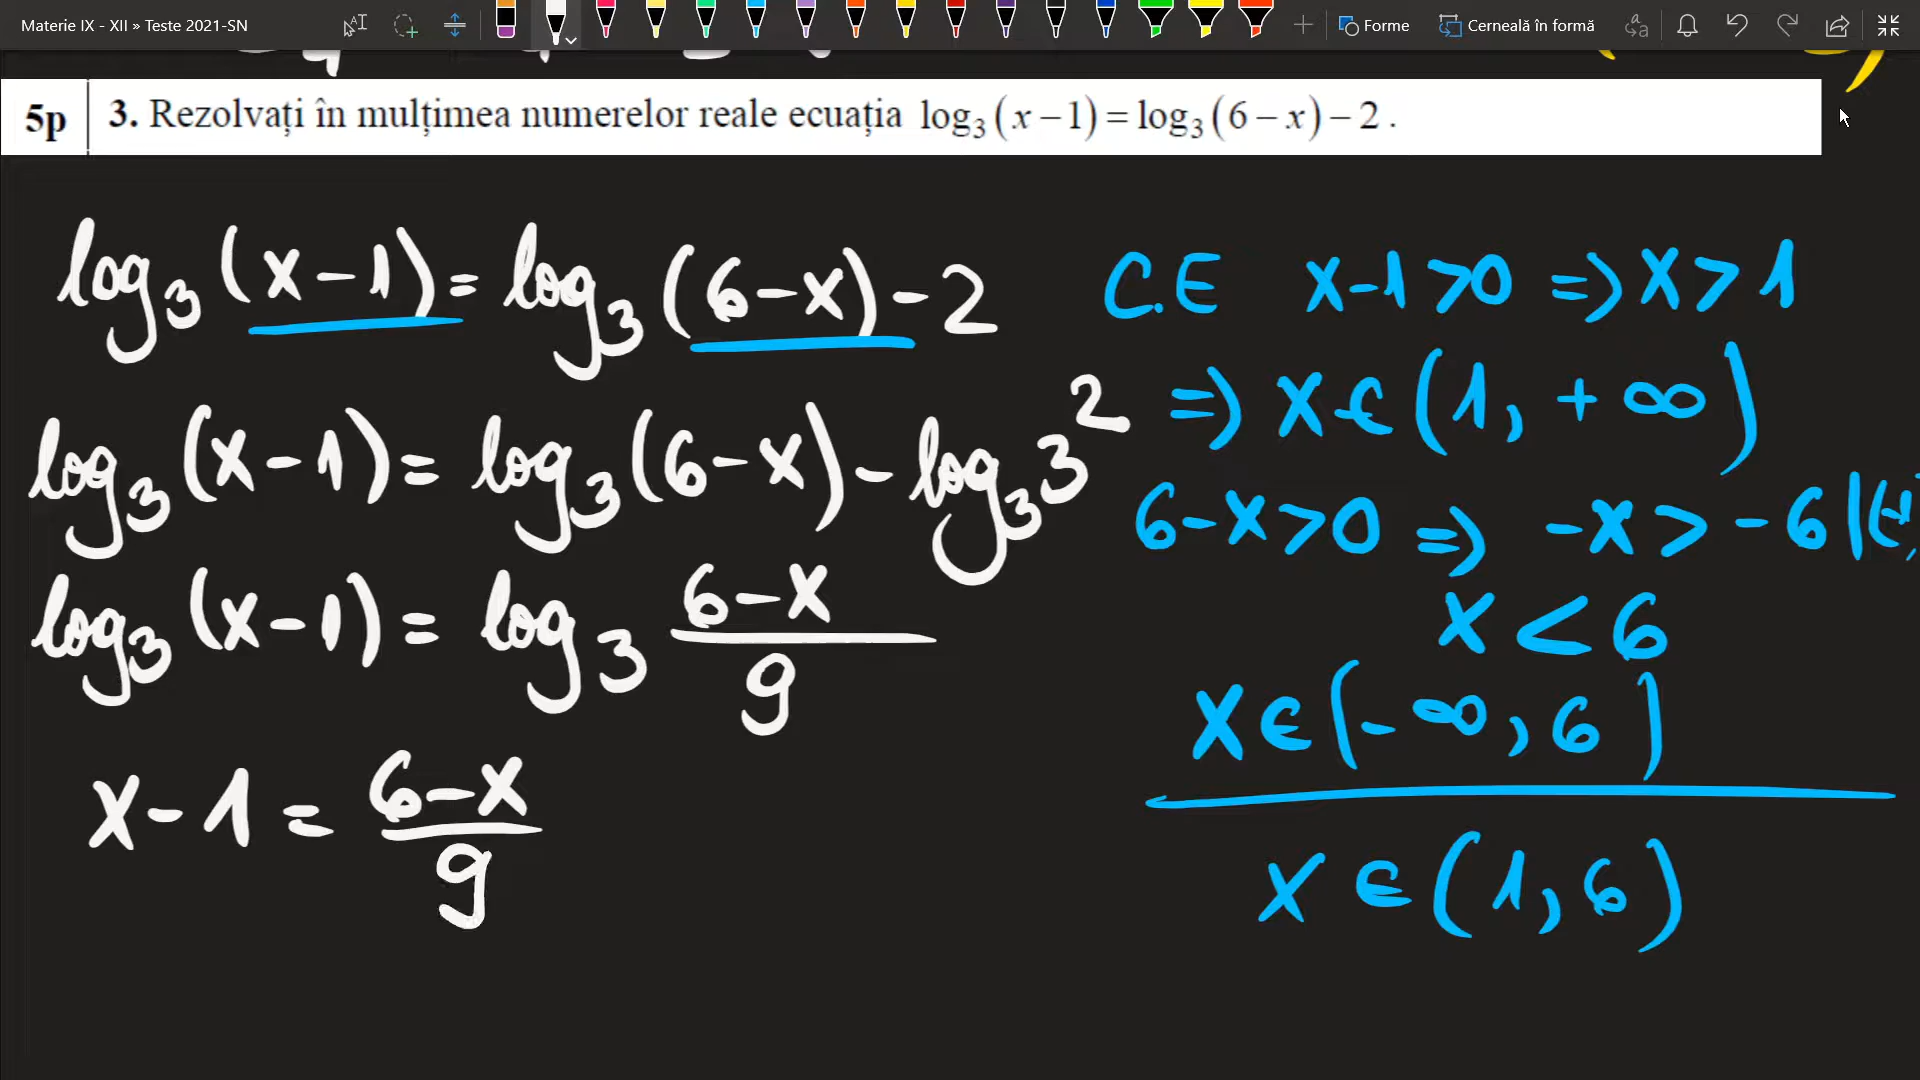 Materie IX - XII » Teste 2021-SN
Forme
Cerneală în formă
5p 3. Rezolvați în mulțimea numerelor reale ecuația log₃(x−1)=log₃(6−x)−2.
log₃(x-1)=log₃(6-x)-2
log₃(x-1)=log₃(6-x)-log₃3²
log₃(x-1)=log₃ (6-x)/9
x-1=(6-x)/9
C.E x-1>0 ⇒ x>1
⇒ x∈(1,+∞)
6-x>0 ⇒ -x>-6 |(-1)
x<6
x∈(-∞,6)
x∈(1,6)